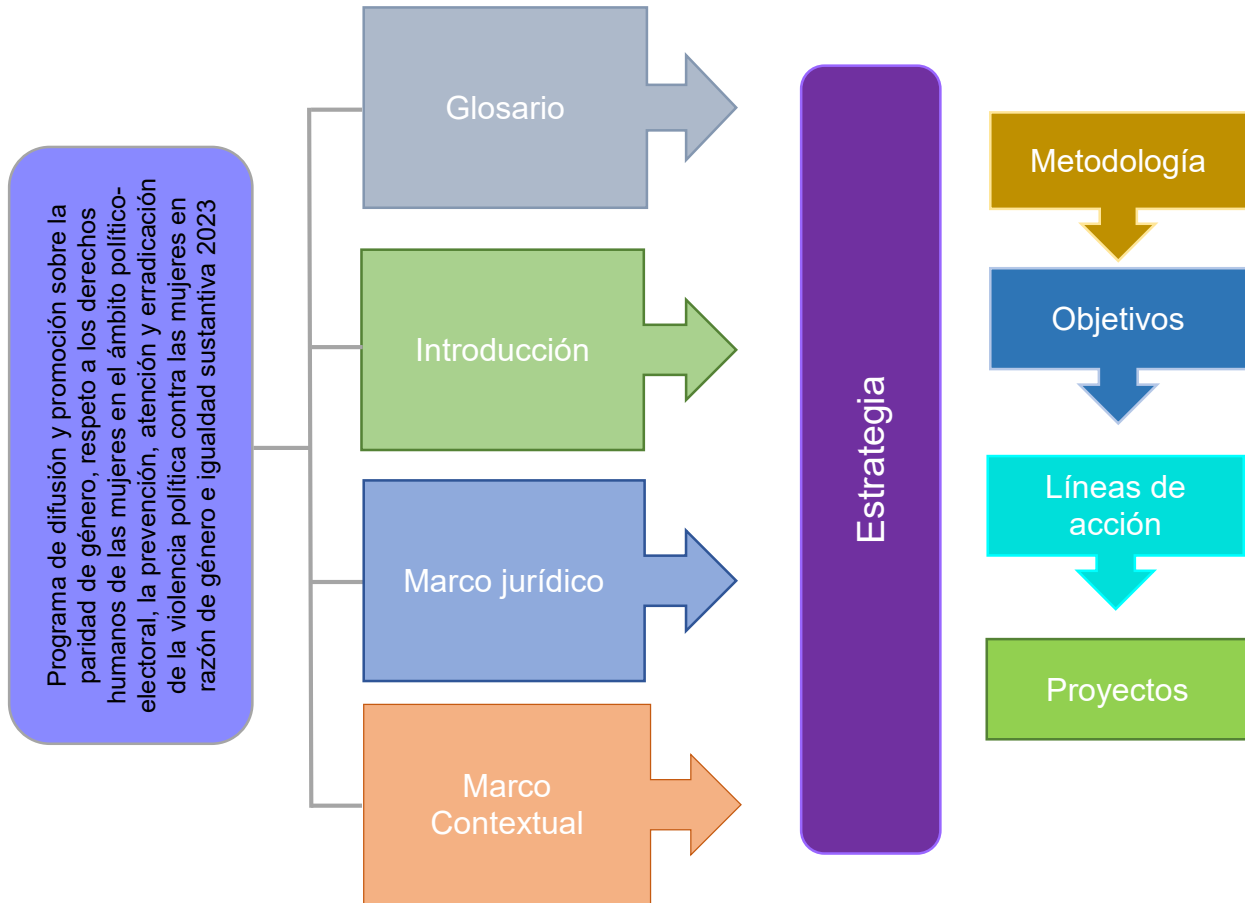 Programa de difusión y promoción sobre la
paridad de género, respeto a los derechos
humanos de las mujeres en el ámbito político-
electoral, la prevención, atención y erradicación
de la violencia política contra las mujeres en
razón de género e igualdad sustantiva 2023
Glosario
Introducción
Marco jurídico
Marco
Contextual
Estrategia
Metodología
Objetivos
Líneas de
acción
Proyectos